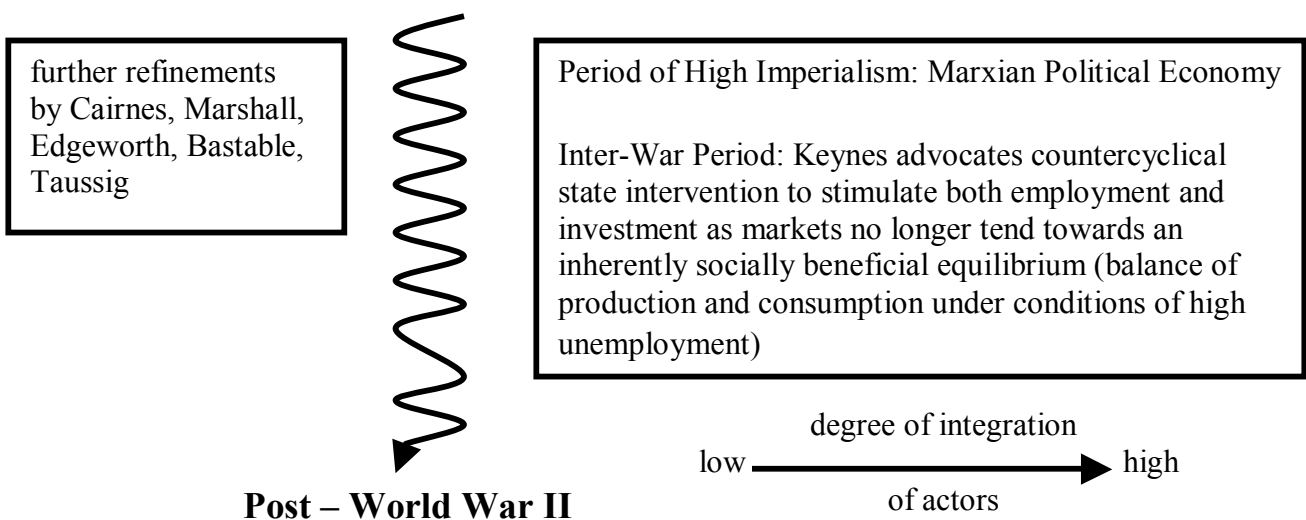 further refinements
by Cairnes, Marshall,
Edgeworth, Bastable,
Taussig
Period of High Imperialism: Marxian Political Economy
Inter-War Period: Keynes advocates countercyclical
state intervention to stimulate both employment and
investment as markets no longer tend towards an
inherently socially beneficial equilibrium (balance of
production and consumption under conditions of high
unemployment)
degree of integration
low high
of actors
Post – World War II